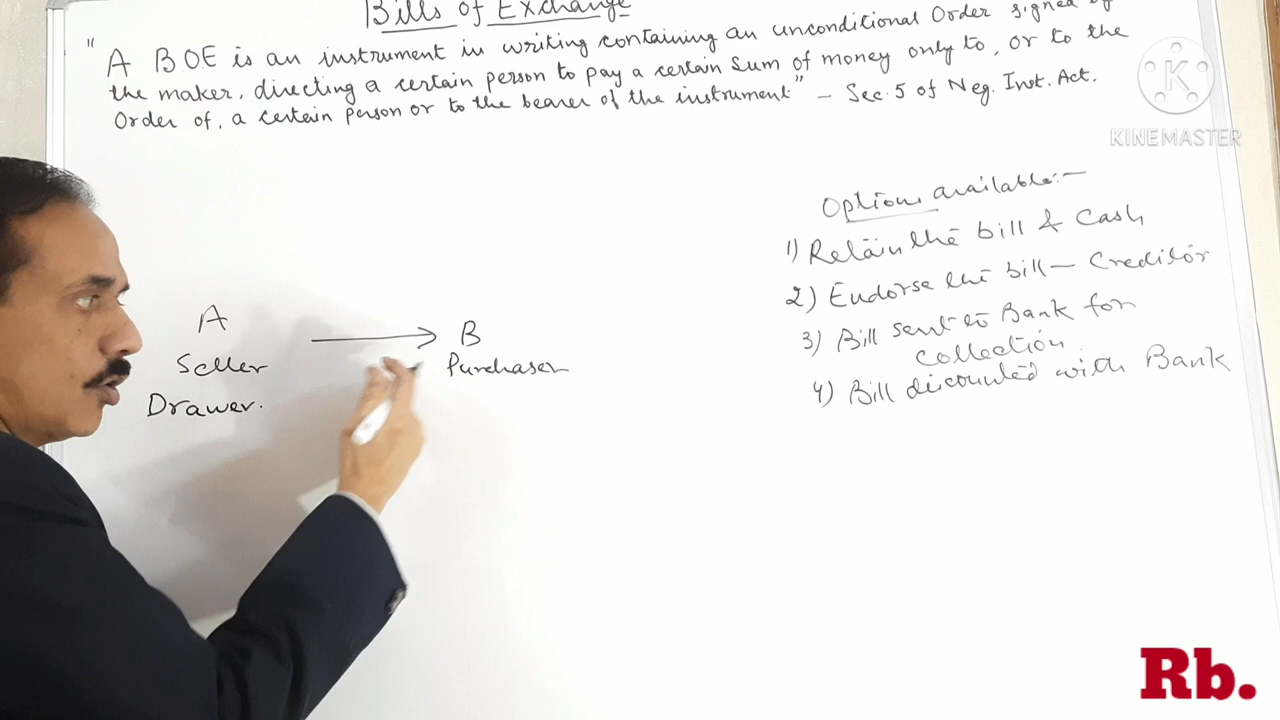 Bills of Exchange
" A BOE is an instrument in writing containing an unconditional Order signed by
the maker, directing a certain person to pay a certain sum of money only to, or to the
Order of, a certain person or to the bearer of the instrument" - Sec. 5 of Neg. Inst. Act.
KINEMASTER
Options available:-
1) Retain the bill & Cash
2) Endorse the bill - Creditor
3) Bill sent to Bank for
collection.
4) Bill discounted with Bank
A → B
Seller Purchaser
Drawer.
Rb.